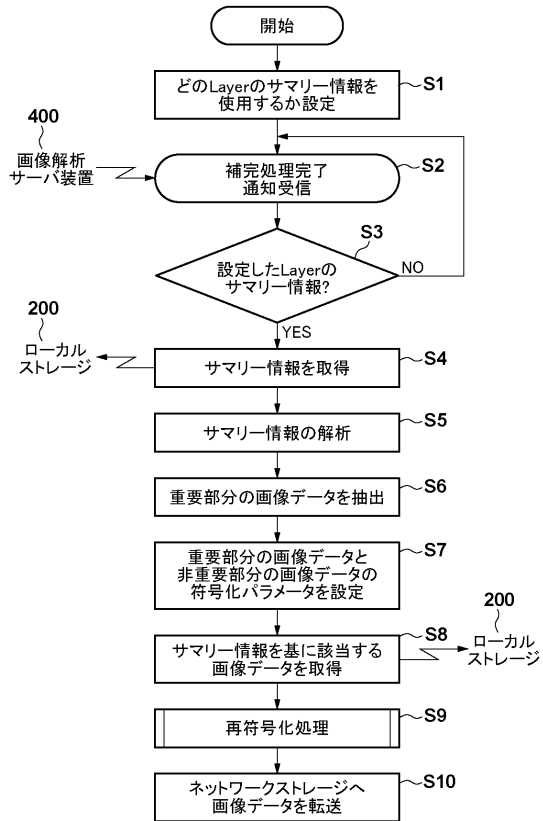 開始
どのLayerのサマリー情報を
使用するか設定
S1
400
画像解析
サーバ装置
補完処理完了
通知受信
S2
S3
設定したLayerの
サマリー情報?
NO
YES
200
ローカル
ストレージ
サマリー情報を取得
S4
サマリー情報の解析
S5
重要部分の画像データを抽出
S6
重要部分の画像データと
非重要部分の画像データの
符号化パラメータを設定
S7
サマリー情報を基に該当する
画像データを取得
S8
200
ローカル
ストレージ
再符号化処理
S9
ネットワークストレージへ
画像データを転送
S10